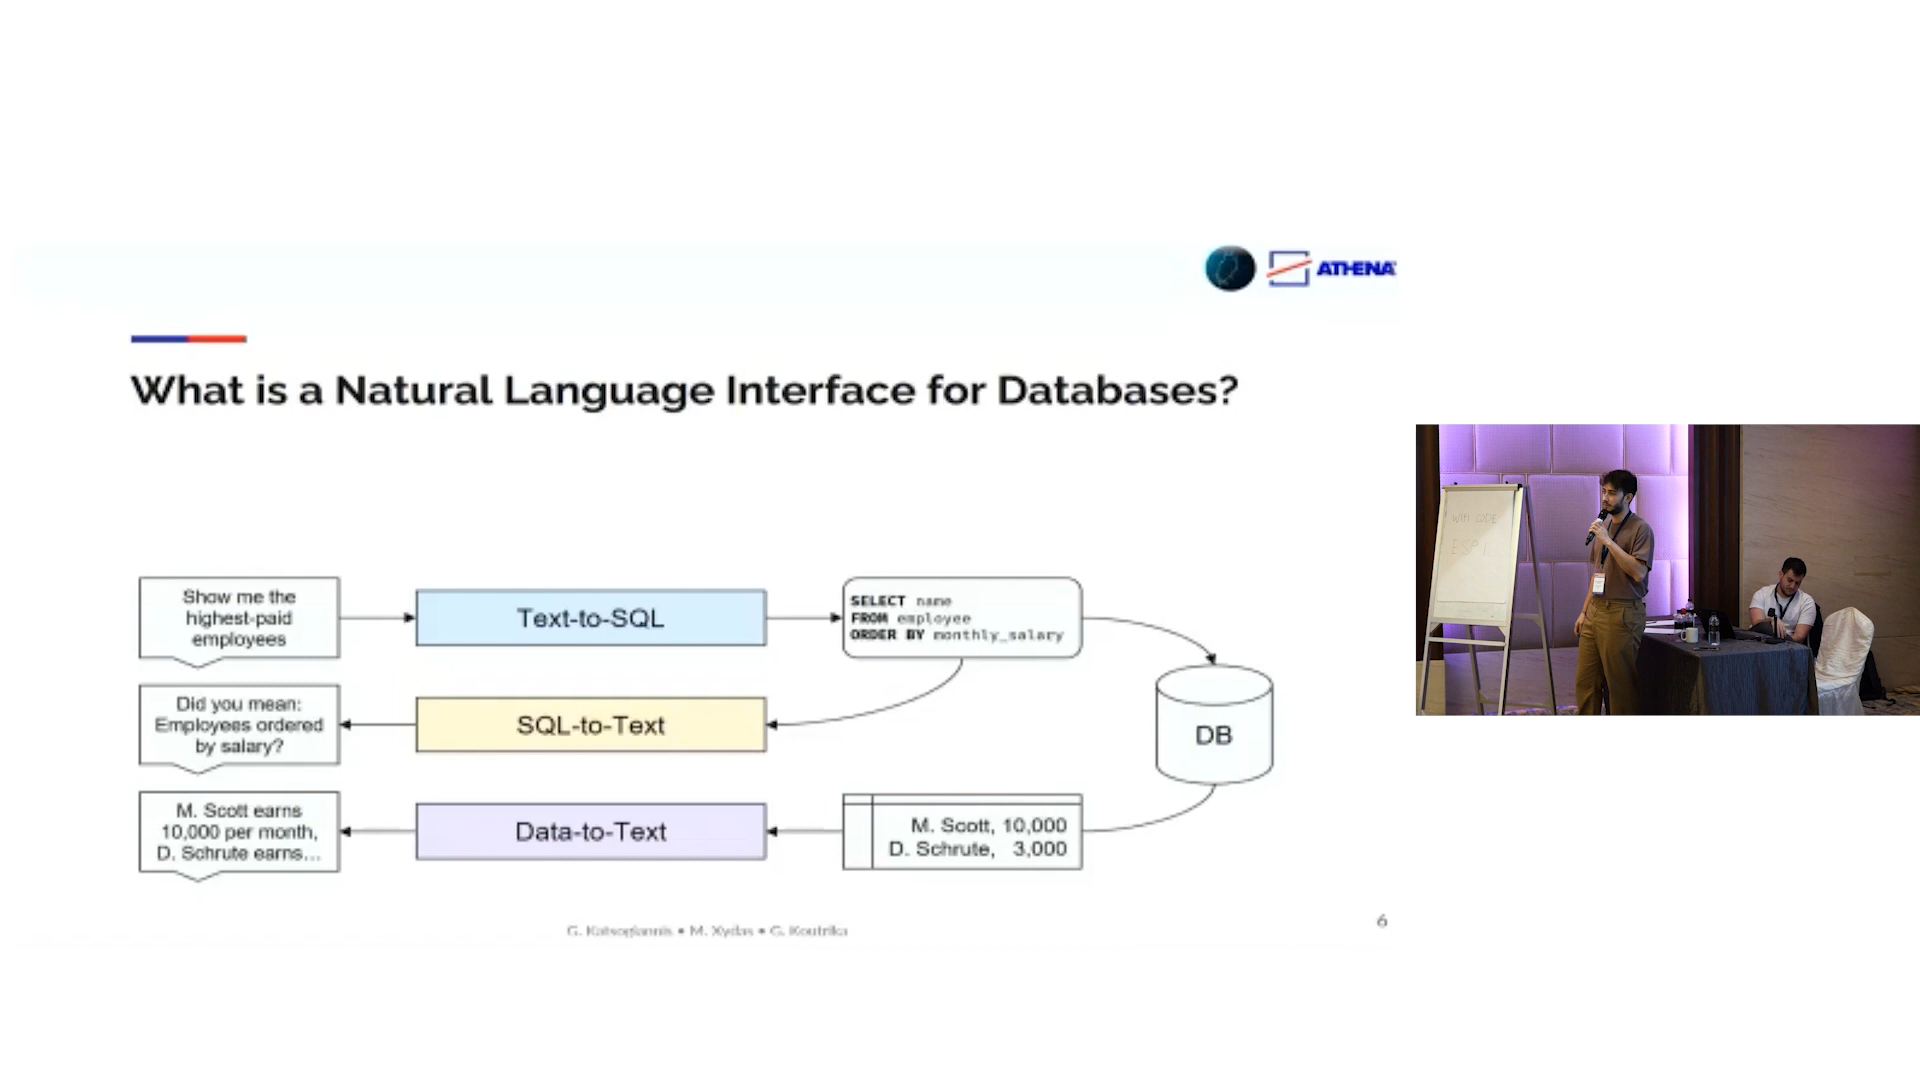 ATHENA
What is a Natural Language Interface for Databases?
Show me the
highest-paid
employees
Text-to-SQL
SELECT name
FROM employee
ORDER BY monthly_salary
Did you mean:
Employees ordered
by salary?
SQL-to-Text
DB
M. Scott earns
10,000 per month,
D. Schrute earns...
Data-to-Text
M. Scott, 10,000
D. Schrute, 3,000
G. Katsogiannis • M. Xydas • G. Koutrika
6
WIFI CODE